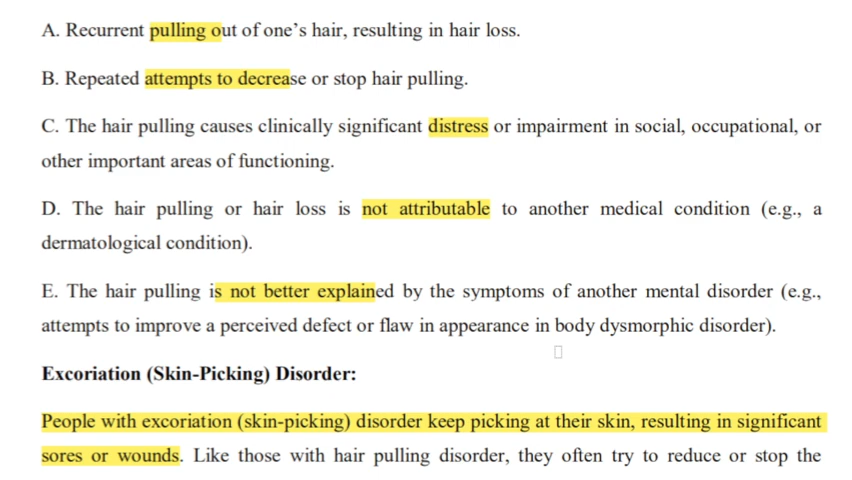 A. Recurrent pulling out of one’s hair, resulting in hair loss.
B. Repeated attempts to decrease or stop hair pulling.
C. The hair pulling causes clinically significant distress or impairment in social, occupational, or
other important areas of functioning.
D. The hair pulling or hair loss is not attributable to another medical condition (e.g., a
dermatological condition).
E. The hair pulling is not better explained by the symptoms of another mental disorder (e.g.,
attempts to improve a perceived defect or flaw in appearance in body dysmorphic disorder).
Excoriation (Skin-Picking) Disorder:
People with excoriation (skin-picking) disorder keep picking at their skin, resulting in significant
sores or wounds. Like those with hair pulling disorder, they often try to reduce or stop the